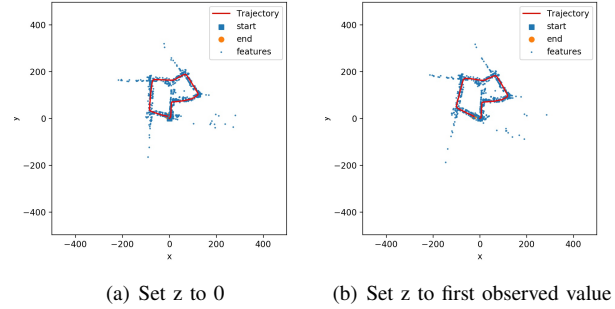 Trajectory
start
end
features
400
200
0
−200
−400
y
−400 −200 0 200 400
x
Trajectory
start
end
features
400
200
0
−200
−400
y
−400 −200 0 200 400
x
(a) Set z to 0
(b) Set z to first observed value